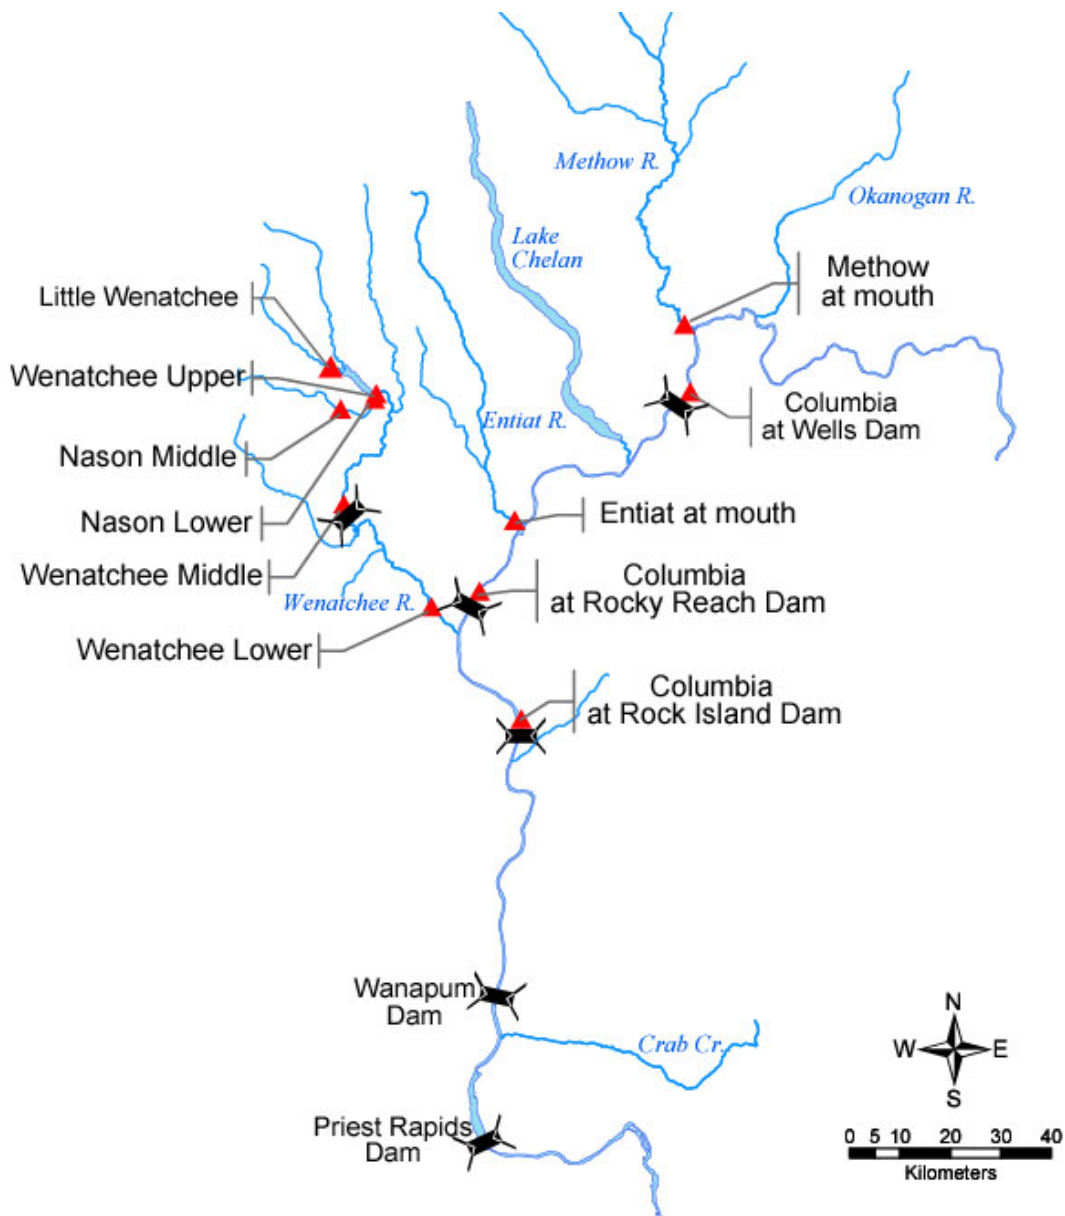 Methow R.
Okanogan R.
Lake
Chelan
Methow
at mouth
Little Wenatchee
Wenatchee Upper
Columbia
at Wells Dam
Entiat R.
Nason Middle
Nason Lower
Entiat at mouth
Wenatchee Middle
Columbia
at Rocky Reach Dam
Wenatchee R.
Wenatchee Lower
Columbia
at Rock Island Dam
Wanapum
Dam
Crab Cr.
N
W
E
S
Priest Rapids
Dam
0 5 10 20 30 40
Kilometers